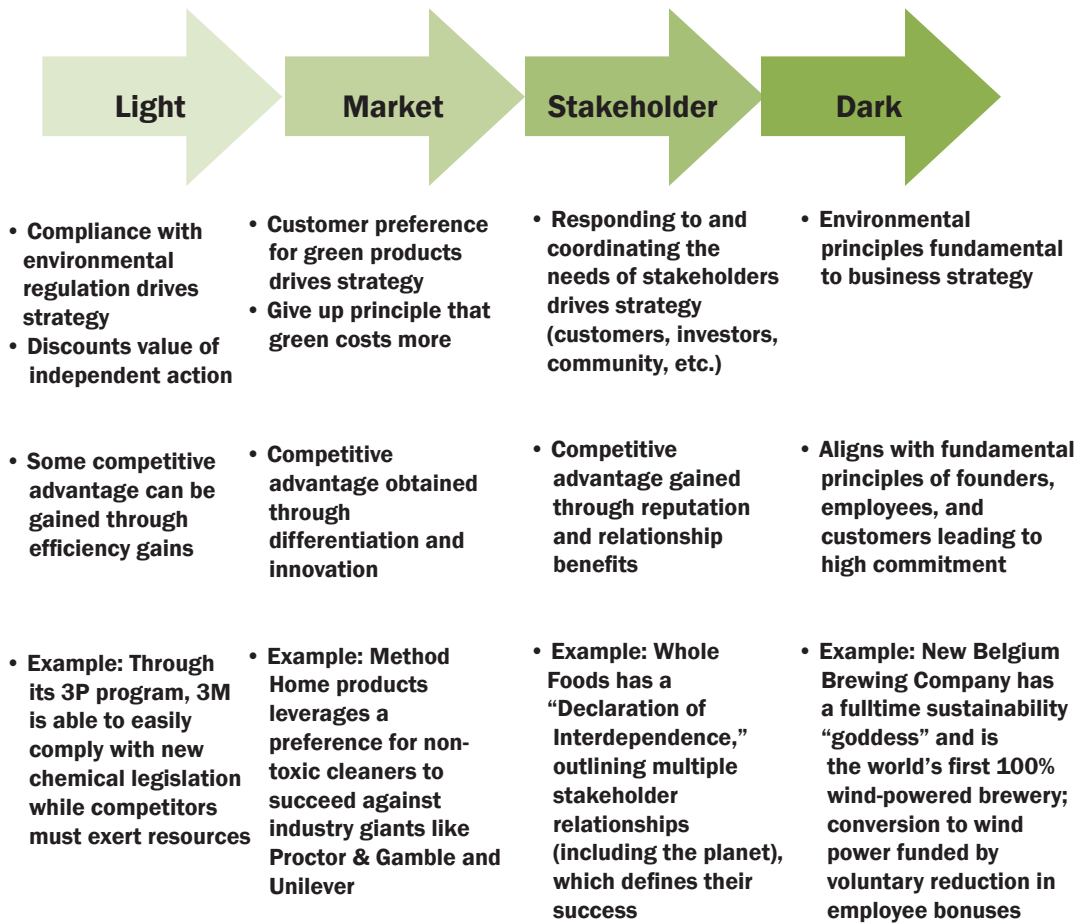 Light
Market
Stakeholder
Dark
• Compliance with
environmental
regulation drives
strategy
• Discounts value of
independent action
• Customer preference
for green products
drives strategy
• Give up principle that
green costs more
• Responding to and
coordinating the
needs of stakeholders
drives strategy
(customers, investors,
community, etc.)
• Environmental
principles fundamental
to business strategy
• Some competitive
advantage can be
gained through
efficiency gains
• Competitive
advantage obtained
through
differentiation and
innovation
• Competitive
advantage gained
through reputation
and relationship
benefits
• Aligns with fundamental
principles of founders,
employees, and
customers leading to
high commitment
• Example: Through
its 3P program, 3M
is able to easily
comply with new
chemical legislation
while competitors
must exert resources
• Example: Method
Home products
leverages a
preference for non-
toxic cleaners to
succeed against
industry giants like
Proctor & Gamble and
Unilever
• Example: Whole
Foods has a
“Declaration of
Interdependence,”
outlining multiple
stakeholder
relationships
(including the planet),
which defines their
success
• Example: New Belgium
Brewing Company has
a fulltime sustainability
“goddess” and is
the world’s first 100%
wind-powered brewery;
conversion to wind
power funded by
voluntary reduction in
employee bonuses